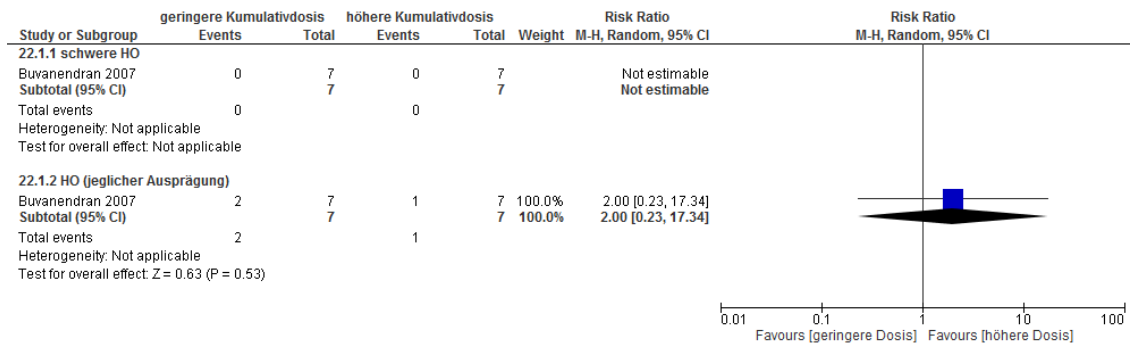 geringere Kumulativdosis höhere Kumulativdosis Risk Ratio Risk Ratio
Study or Subgroup Events Total Events Total Weight M-H, Random, 95% CI M-H, Random, 95% CI
22.1.1 schwere HO
Buvanendran 2007 0 7 0 7 Not estimable
Subtotal (95% CI) 7 7 Not estimable
Total events 0 0
Heterogeneity: Not applicable
Test for overall effect: Not applicable
22.1.2 HO (jeglicher Ausprägung)
Buvanendran 2007 2 7 1 7 100.0% 2.00 [0.23, 17.34]
Subtotal (95% CI) 7 7 100.0% 2.00 [0.23, 17.34]
Total events 2 1
Heterogeneity: Not applicable
Test for overall effect: Z = 0.63 (P = 0.53)
0.01 0.1 1 10 100
Favours [geringere Dosis] Favours [höhere Dosis]